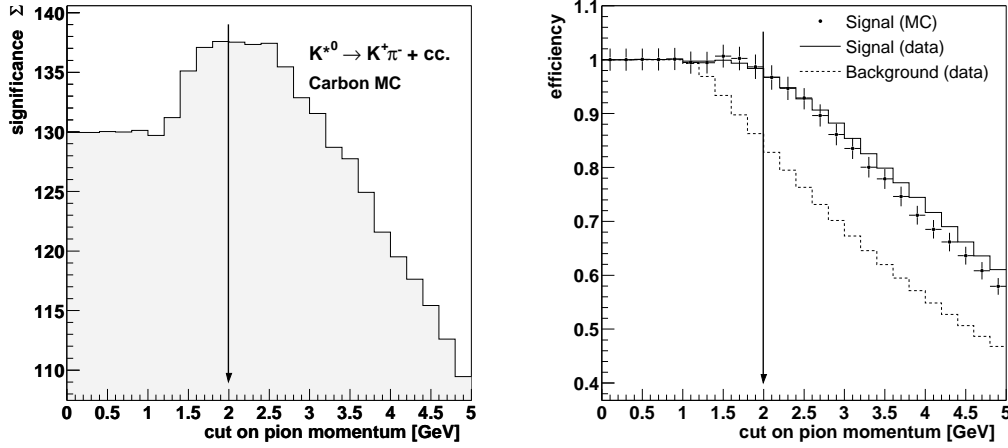 significance Σ
140
135
130
125
120
115
110
K*⁰ → K⁺π⁻ + cc.
Carbon MC
0 0.5 1 1.5 2 2.5 3 3.5 4 4.5 5
cut on pion momentum [GeV]
efficiency
1.1
1
0.9
0.8
0.7
0.6
0.5
0.4
Signal (MC)
Signal (data)
Background (data)
0 0.5 1 1.5 2 2.5 3 3.5 4 4.5 5
cut on pion momentum [GeV]